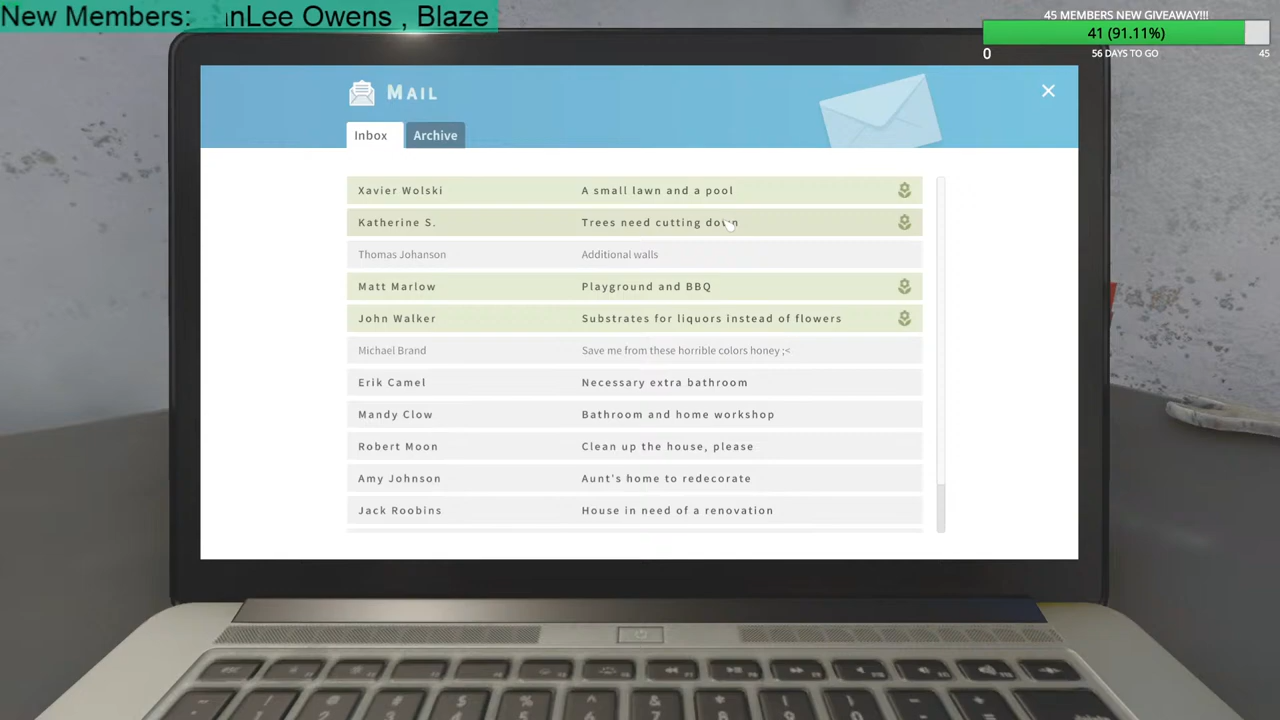 New Members: nLee Owens , Blaze
45 MEMBERS NEW GIVEAWAY!!!
41 (91.11%)
0 56 DAYS TO GO 45
MAIL
Inbox Archive
Xavier Wolski A small lawn and a pool
Katherine S. Trees need cutting down
Thomas Johanson Additional walls
Matt Marlow Playground and BBQ
John Walker Substrates for liquors instead of flowers
Michael Brand Save me from these horrible colors honey ;<
Erik Camel Necessary extra bathroom
Mandy Clow Bathroom and home workshop
Robert Moon Clean up the house, please
Amy Johnson Aunt's home to redecorate
Jack Roobins House in need of a renovation